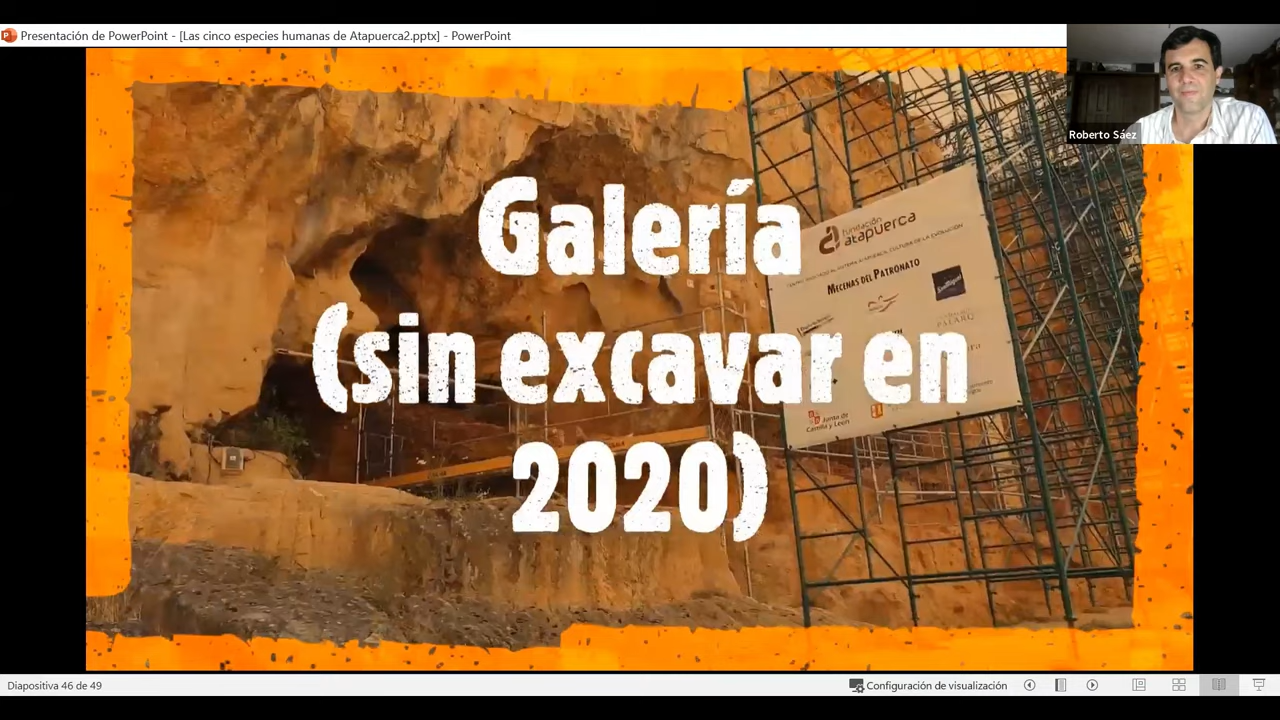 Presentación de PowerPoint - [Las cinco especies humanas de Atapuerca2.pptx] - PowerPoint
Roberto Sáez
Galería
(sin excavar en
2020)
fundación
atapuerca
MECENAS DEL PATRONATO
PALARQ
Junta de
Castilla y León
Diapositiva 46 de 49
Configuración de visualización